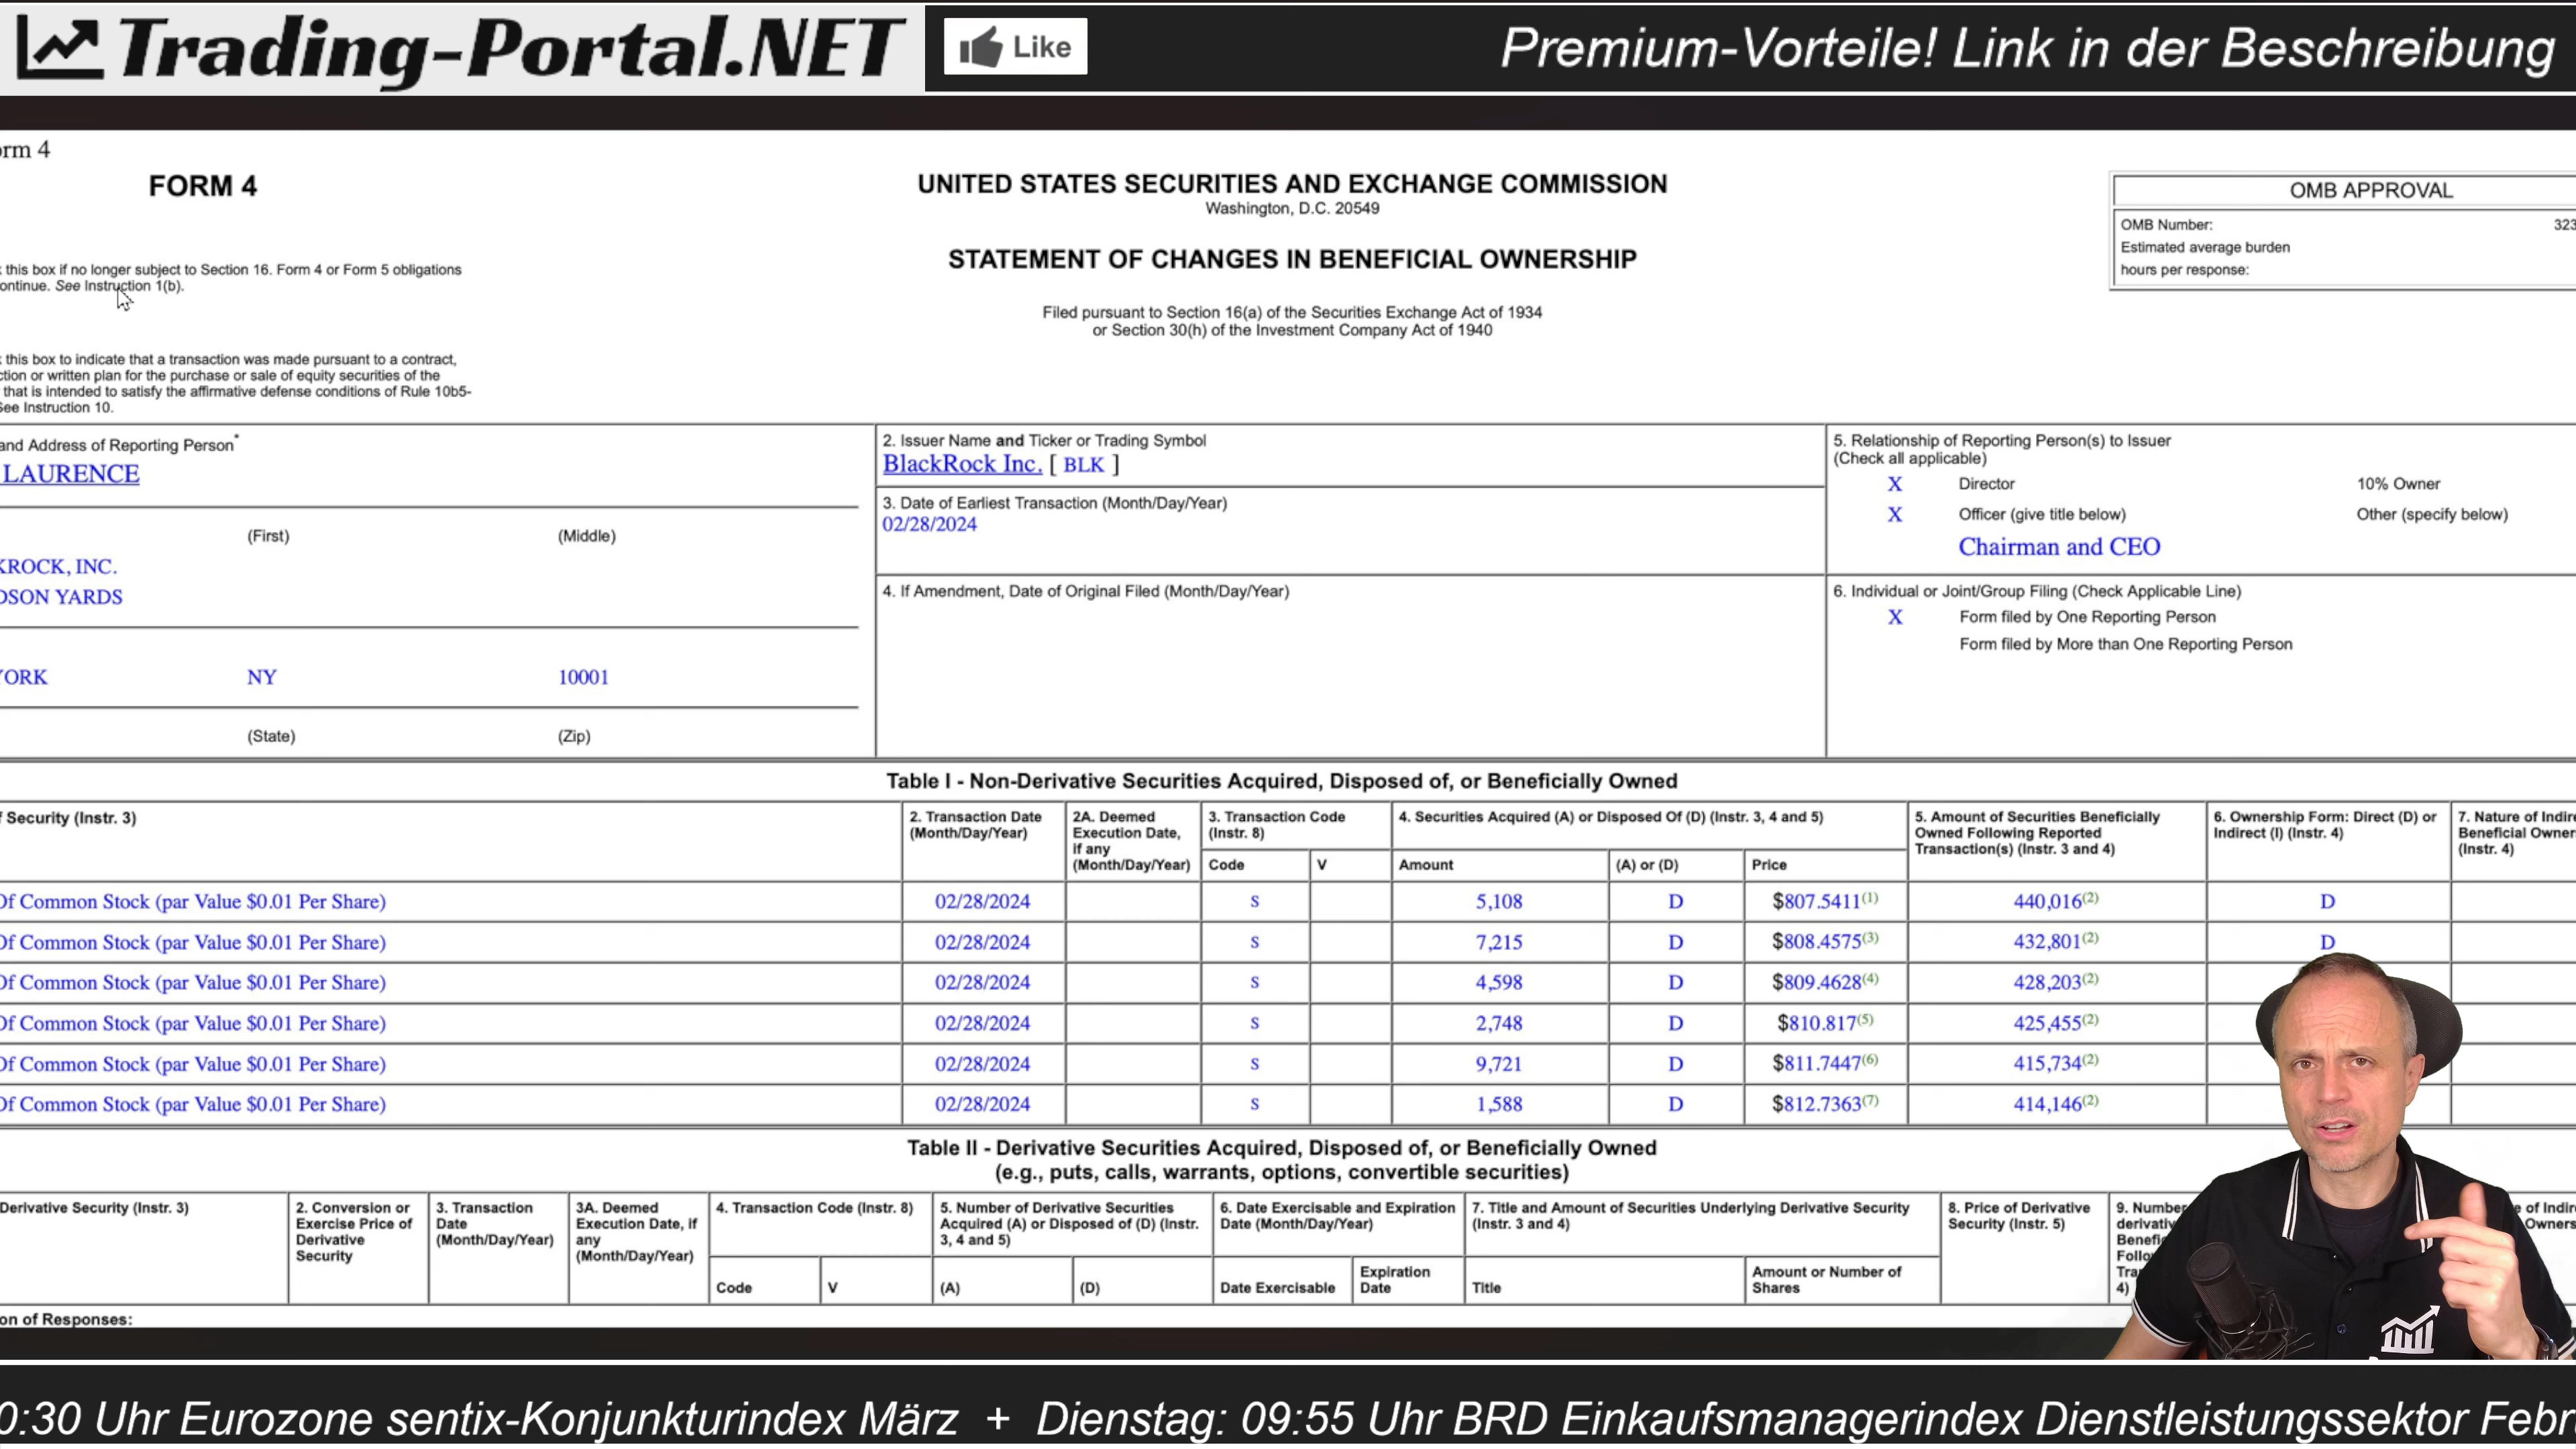 Trading-Portal.NET
Like
Premium-Vorteile! Link in der Beschreibung
orm 4
FORM 4
UNITED STATES SECURITIES AND EXCHANGE COMMISSION
Washington, D.C. 20549
STATEMENT OF CHANGES IN BENEFICIAL OWNERSHIP
Filed pursuant to Section 16(a) of the Securities Exchange Act of 1934
or Section 30(h) of the Investment Company Act of 1940
OMB APPROVAL
OMB Number: 323
Estimated average burden
hours per response:
this box if no longer subject to Section 16. Form 4 or Form 5 obligations
ontinue. See Instruction 1(b).
this box to indicate that a transaction was made pursuant to a contract,
ction or written plan for the purchase or sale of equity securities of the
that is intended to satisfy the affirmative defense conditions of Rule 10b5-
See Instruction 10.
and Address of Reporting Person*
LAURENCE
(First) (Middle)
KROCK, INC.
DSON YARDS
YORK NY 10001
(State) (Zip)
2. Issuer Name and Ticker or Trading Symbol
BlackRock Inc. [ BLK ]
3. Date of Earliest Transaction (Month/Day/Year)
02/28/2024
4. If Amendment, Date of Original Filed (Month/Day/Year)
5. Relationship of Reporting Person(s) to Issuer
(Check all applicable)
X Director 10% Owner
X Officer (give title below) Other (specify below)
Chairman and CEO
6. Individual or Joint/Group Filing (Check Applicable Line)
X Form filed by One Reporting Person
Form filed by More than One Reporting Person
Table I - Non-Derivative Securities Acquired, Disposed of, or Beneficially Owned
f Security (Instr. 3)
2. Transaction Date
(Month/Day/Year)
2A. Deemed
Execution Date,
if any
(Month/Day/Year)
3. Transaction Code
(Instr. 8)
4. Securities Acquired (A) or Disposed Of (D) (Instr. 3, 4 and 5)
5. Amount of Securities Beneficially
Owned Following Reported
Transaction(s) (Instr. 3 and 4)
6. Ownership Form: Direct (D) or
Indirect (I) (Instr. 4)
7. Nature of Indire
Beneficial Owner
(Instr. 4)
Code V Amount (A) or (D) Price
Of Common Stock (par Value $0.01 Per Share) 02/28/2024 S 5,108 D $807.5411(1) 440,016(2) D
Of Common Stock (par Value $0.01 Per Share) 02/28/2024 S 7,215 D $808.4575(3) 432,801(2) D
Of Common Stock (par Value $0.01 Per Share) 02/28/2024 S 4,598 D $809.4628(4) 428,203(2)
Of Common Stock (par Value $0.01 Per Share) 02/28/2024 S 2,748 D $810.817(5) 425,455(2)
Of Common Stock (par Value $0.01 Per Share) 02/28/2024 S 9,721 D $811.7447(6) 415,734(2)
Of Common Stock (par Value $0.01 Per Share) 02/28/2024 S 1,588 D $812.7363(7) 414,146(2)
Table II - Derivative Securities Acquired, Disposed of, or Beneficially Owned
(e.g., puts, calls, warrants, options, convertible securities)
Derivative Security (Instr. 3)
2. Conversion or
Exercise Price of
Derivative
Security
3. Transaction
Date
(Month/Day/Year)
3A. Deemed
Execution Date, if
any
(Month/Day/Year)
4. Transaction Code (Instr. 8)
5. Number of Derivative Securities
Acquired (A) or Disposed of (D) (Instr.
3, 4 and 5)
6. Date Exercisable and Expiration
Date (Month/Day/Year)
7. Title and Amount of Securities Underlying Derivative Security
(Instr. 3 and 4)
8. Price of Derivative
Security (Instr. 5)
9. Number
derivativ
Benefic
Follo
Tra
4)
e of Indir
Owners
Code V (A) (D) Date Exercisable
Expiration
Date
Title
Amount or Number of
Shares
on of Responses:
0:30 Uhr Eurozone sentix-Konjunkturindex März + Dienstag: 09:55 Uhr BRD Einkaufsmanagerindex Dienstleistungssektor Febr